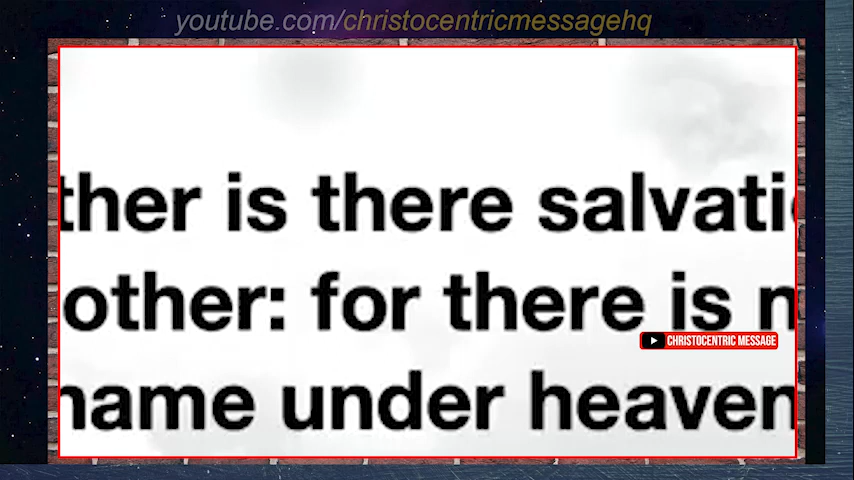 youtube.com/christocentricmessagehq
ther is there salvati
other: for there is n
CHRISTOCENTRIC MESSAGE
name under heaven